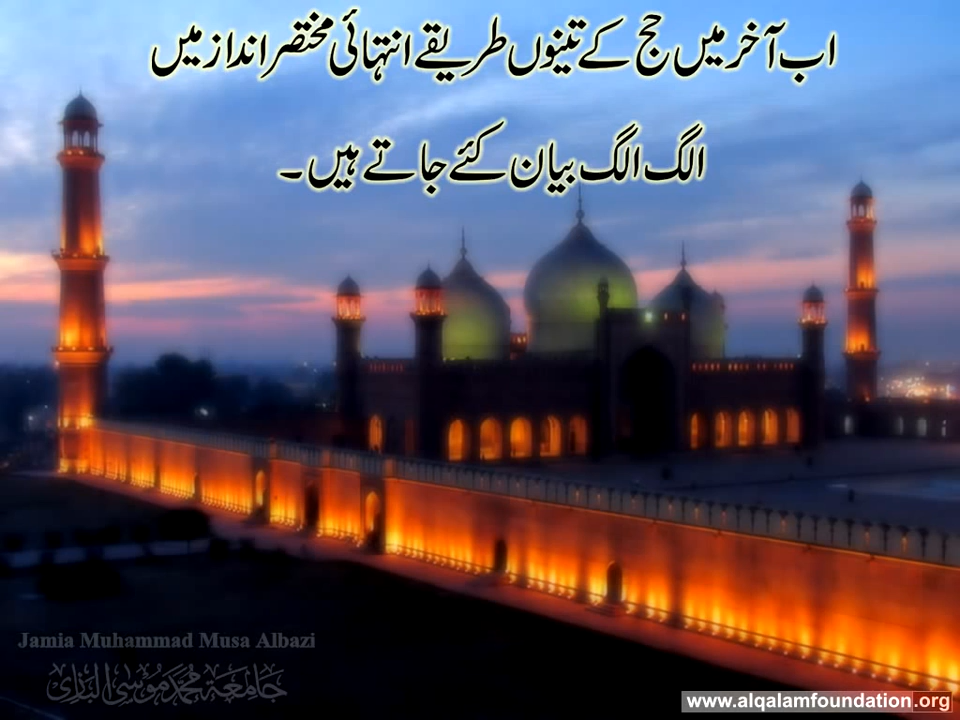 اب آخر میں حج کے تینوں طریقے انتہائی مختصر انداز میں
الگ الگ بیان کئے جاتے ہیں۔
Jamia Muhammad Musa Albazi
جامعۃ محمد موسی البازی
www.alqalamfoundation.org